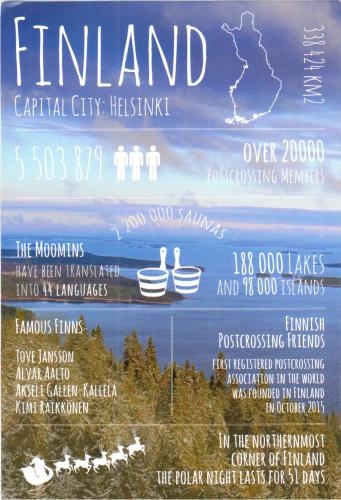 FINLAND
CAPITAL CITY: HELSINKI
338 424 KM2
5 503 879
OVER 20000
POSTCROSSING MEMBERS
2 200 000 SAUNAS
THE MOOMINS
HAVE BEEN TRANSLATED
INTO 44 LANGUAGES
188 000 LAKES
AND 98 000 ISLANDS
FAMOUS FINNS
TOVE JANSSON
ALVAR AALTO
AKSELI GALLEN-KALLELA
KIMI RÄIKKÖNEN
FINNISH
POSTCROSSING FRIENDS
FIRST REGISTERED POSTCROSSING
ASSOCIATION IN THE WORLD
WAS FOUNDED IN FINLAND
IN OCTOBER 2015
IN THE NORTHERNMOST
CORNER OF FINLAND
THE POLAR NIGHT LASTS FOR 51 DAYS